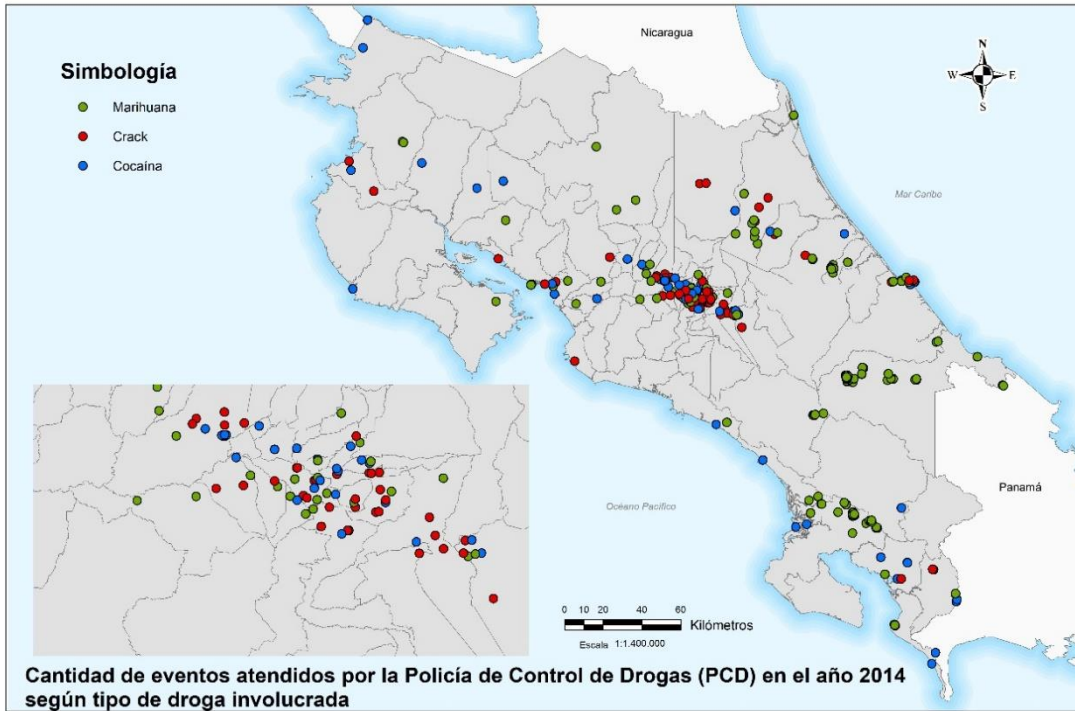 Nicaragua
Simbología
Marihuana
Crack
Cocaína
N
W E
S
Mar Caribe
Panamá
Océano Pacífico
0 10 20 40 60
Kilómetros
Escala 1:1.400.000
Cantidad de eventos atendidos por la Policía de Control de Drogas (PCD) en el año 2014
según tipo de droga involucrada